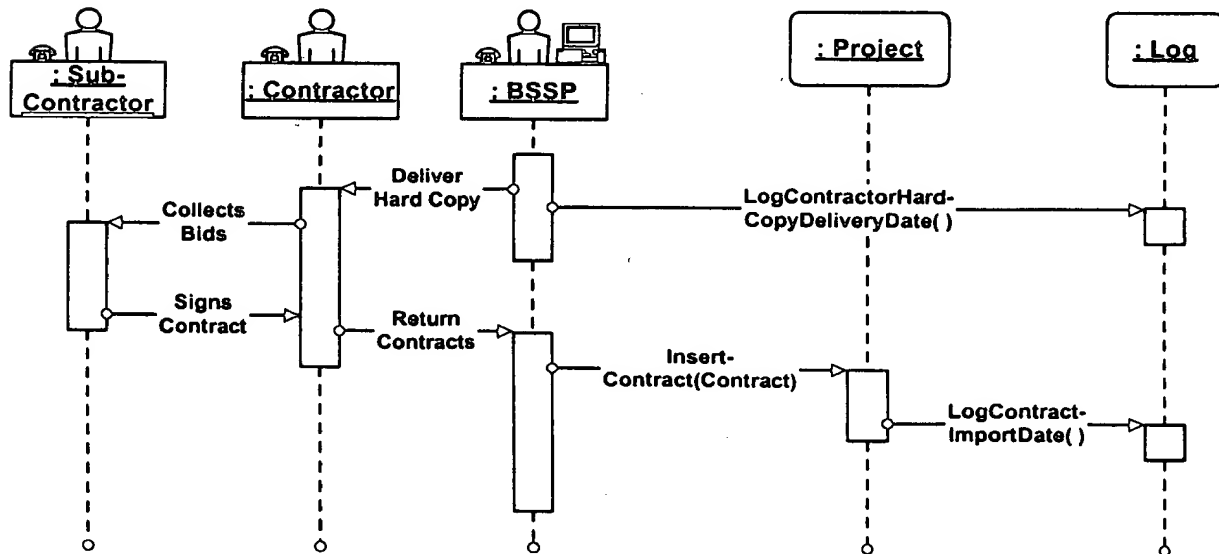 : Sub-
Contractor
: Contractor
: BSSP
: Project
: Log
Deliver
Hard Copy
LogContractorHard-
CopyDeliveryDate( )
Collects
Bids
Signs
Contract
Return
Contracts
Insert-
Contract(Contract)
LogContract-
ImportDate( )